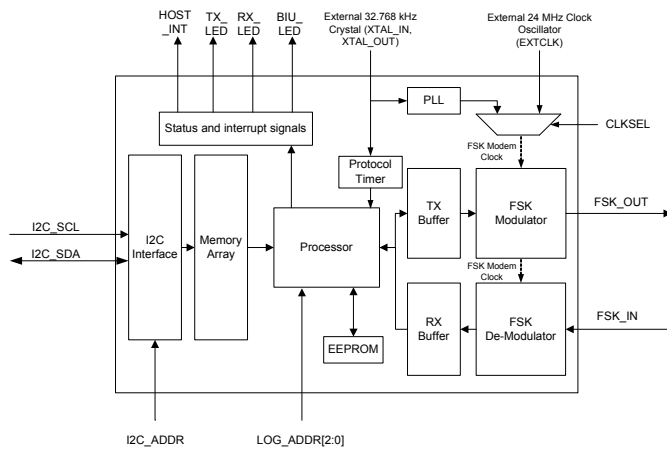 HOST
_INT
TX_
LED
RX_
LED
BIU_
LED
External 32.768 kHz
Crystal (XTAL_IN,
XTAL_OUT)
External 24 MHz Clock
Oscillator
(EXTCLK)
PLL
CLKSEL
Status and interrupt signals
FSK Modem
Clock
Protocol
Timer
I2C_SCL
I2C_SDA
I2C
Interface
Memory
Array
Processor
TX
Buffer
FSK
Modulator
FSK_OUT
FSK Modem
Clock
EEPROM
RX
Buffer
FSK
De-Modulator
FSK_IN
I2C_ADDR
LOG_ADDR[2:0]